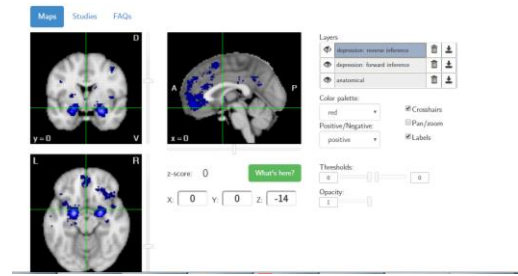 Maps Studies FAQs
D
y = 0 V
A P
x = 0
L R
z-score: 0 What's here?
X: 0 Y: 0 Z: -14
Layers
depression: reverse inference
depression: forward inference
anatomical
Color palette:
red
Crosshairs
Pan/zoom
Labels
Positive/Negative:
positive
Thresholds:
0 0
Opacity:
1